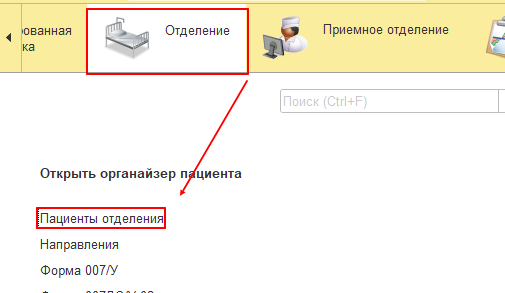 рованная
ка
Отделение
Приемное отделение
Поиск (Ctrl+F)
Открыть органайзер пациента
Пациенты отделения
Направления
Форма 007/У